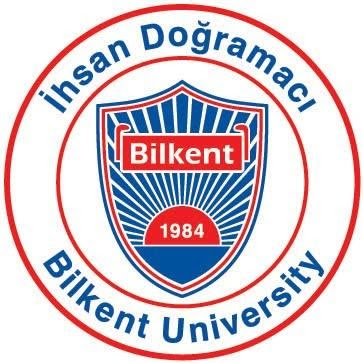 İhsan Doğramacı
Bilkent
1984
Bilkent University